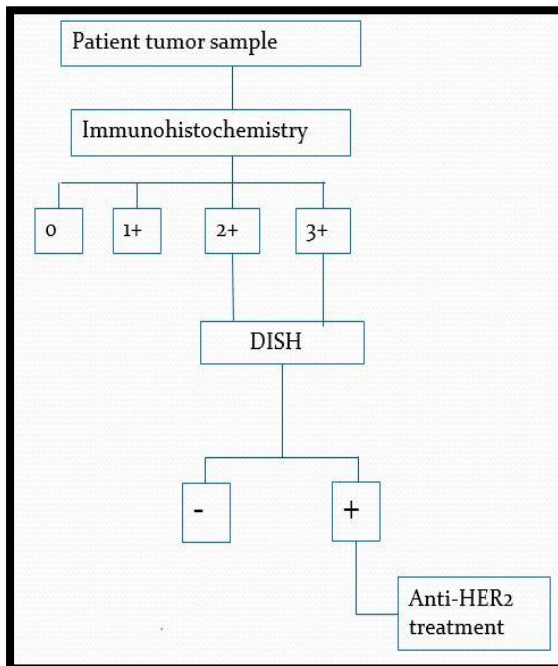 Patient tumor sample
Immunohistochemistry
0 1+ 2+ 3+
DISH
- +
Anti-HER2
treatment